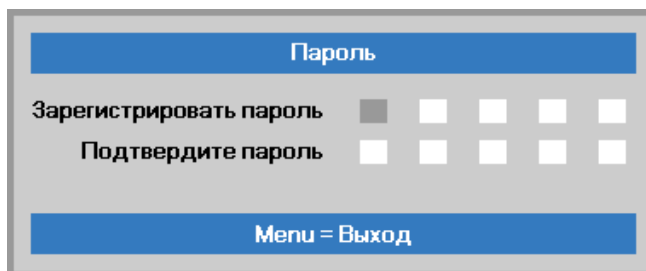 Пароль
Зарегистрировать пароль
Подтвердите пароль
Menu = Выход